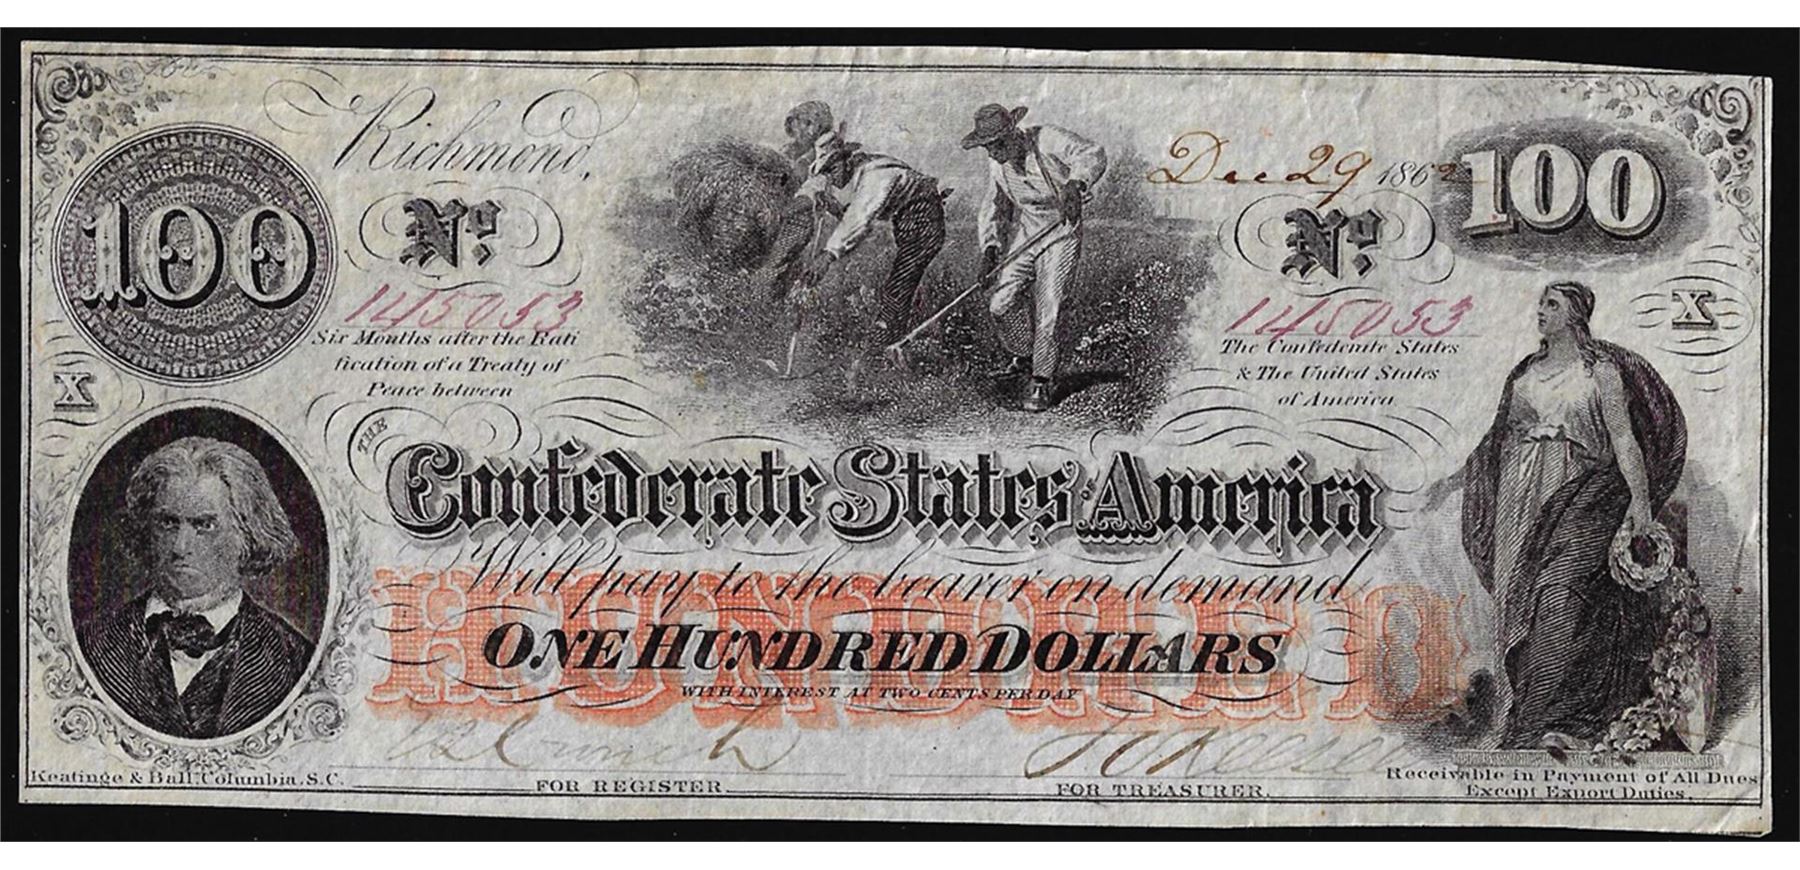 Richmond, Dec 29 1862
100 100
No. No.
145053 145053
Six Months after the Rati
fication of a Treaty of
Peace between
The Confederate States
& The United States
of America
X X
THE
Confederate States of America
Will pay to the bearer on demand
HUNDRED
ONE HUNDRED DOLLARS
WITH INTEREST AT TWO CENTS PER DAY
Keatinge & Ball, Columbia, S.C.
FOR REGISTER.
FOR TREASURER.
Receivable in Payment of All Dues
Except Export Duties.